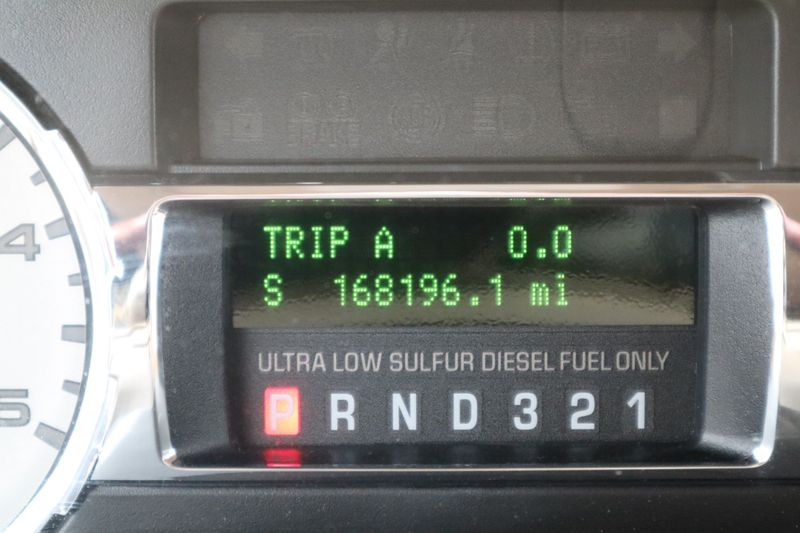 4
5
TRIP A 0.0
S 168196.1 mi
ULTRA LOW SULFUR DIESEL FUEL ONLY
P R N D 3 2 1